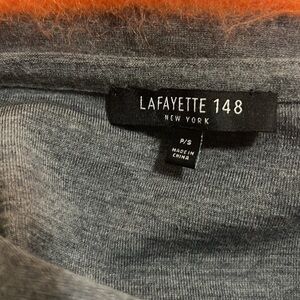 LAFAYETTE 148
NEW YORK
P/S
MADE IN
CHINA